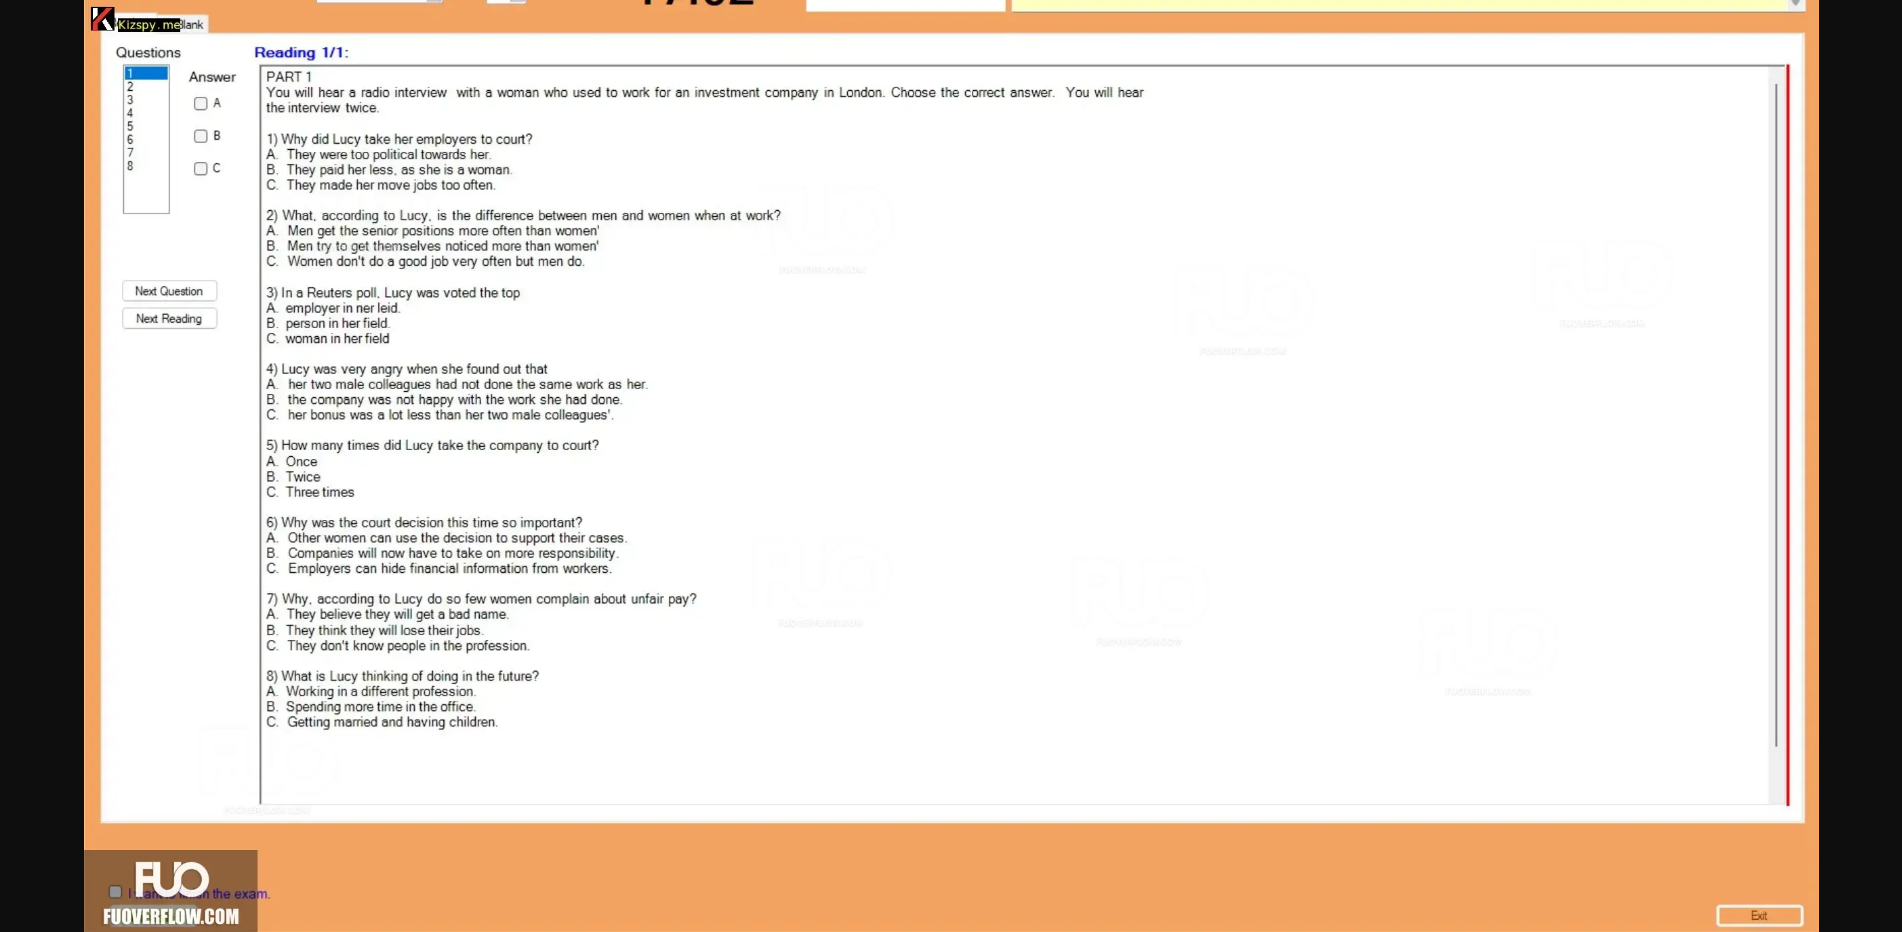 Kizspy.me
Blank
Questions
Reading 1/1:
1
2
3
4
5
6
7
8
Answer
A
B
C
Next Question
Next Reading
PART 1
You will hear a radio interview with a woman who used to work for an investment company in London. Choose the correct answer. You will hear
the interview twice.
1) Why did Lucy take her employers to court?
A. They were too political towards her.
B. They paid her less, as she is a woman.
C. They made her move jobs too often.
2) What, according to Lucy, is the difference between men and women when at work?
A. Men get the senior positions more often than women'
B. Men try to get themselves noticed more than women'
C. Women don't do a good job very often but men do.
3) In a Reuters poll, Lucy was voted the top
A. employer in ner leid.
B. person in her field.
C. woman in her field
4) Lucy was very angry when she found out that
A. her two male colleagues had not done the same work as her.
B. the company was not happy with the work she had done.
C. her bonus was a lot less than her two male colleagues'.
5) How many times did Lucy take the company to court?
A. Once
B. Twice
C. Three times
6) Why was the court decision this time so important?
A. Other women can use the decision to support their cases.
B. Companies will now have to take on more responsibility.
C. Employers can hide financial information from workers.
7) Why, according to Lucy do so few women complain about unfair pay?
A. They believe they will get a bad name.
B. They think they will lose their jobs.
C. They don't know people in the profession.
8) What is Lucy thinking of doing in the future?
A. Working in a different profession.
B. Spending more time in the office.
C. Getting married and having children.
FUO
FUOVERFLOW.COM
the exam.
Exit